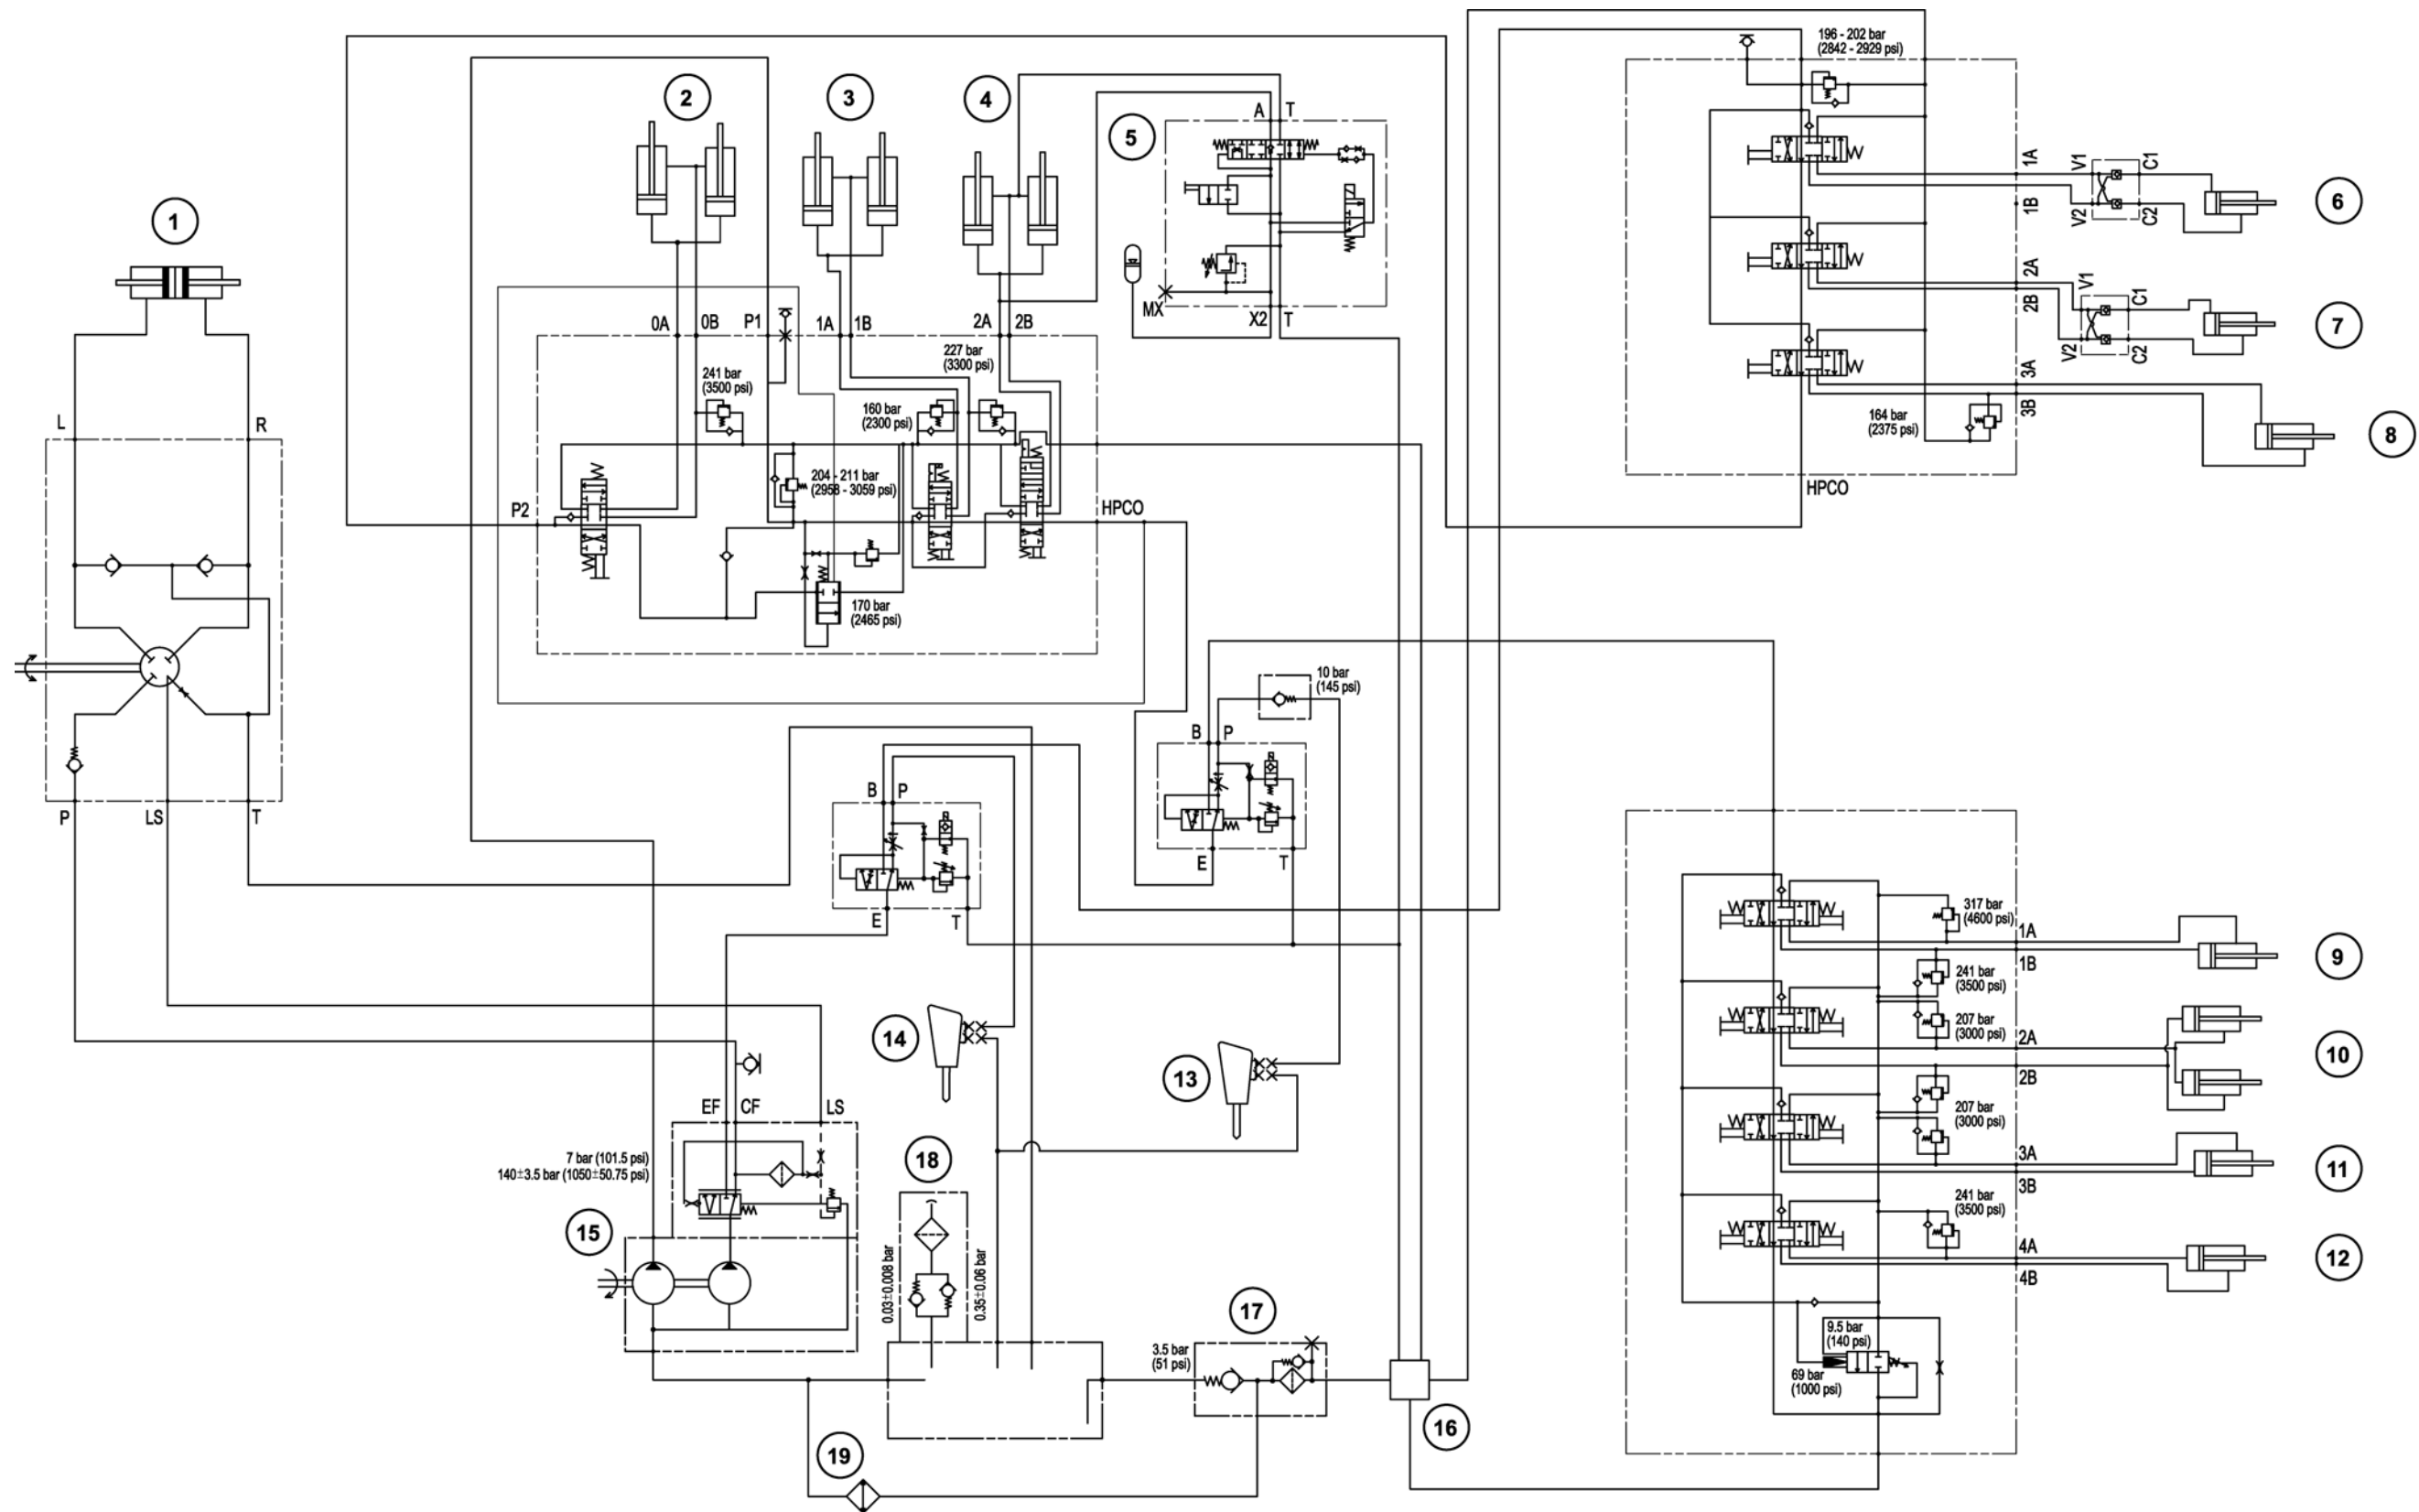 196 - 202 bar
(2842 - 2929 psi)
2
3
4
5
A
T
1
1A
1B
V1
V2
C1
C2
6
MX
X2
T
2A
2B
V1
V2
C1
C2
7
0A
0B
P1
1A
1B
2A
2B
227 bar
(3300 psi)
241 bar
(3500 psi)
160 bar
(2300 psi)
3A
3B
164 bar
(2375 psi)
8
L
R
204 - 211 bar
(2958 - 3059 psi)
P2
HPCO
HPCO
170 bar
(2465 psi)
10 bar
(145 psi)
B
P
E
T
P
LS
T
B
P
E
T
317 bar
(4600 psi)
1A
1B
9
241 bar
(3500 psi)
207 bar
(3000 psi)
2A
2B
10
14
13
EF
CF
LS
207 bar
(3000 psi)
3A
3B
11
7 bar (101.5 psi)
140±3.5 bar (1050±50.75 psi)
18
15
241 bar
(3500 psi)
4A
4B
12
0.03±0.008 bar
0.35±0.06 bar
17
3.5 bar
(51 psi)
9.5 bar
(140 psi)
69 bar
(1000 psi)
16
19